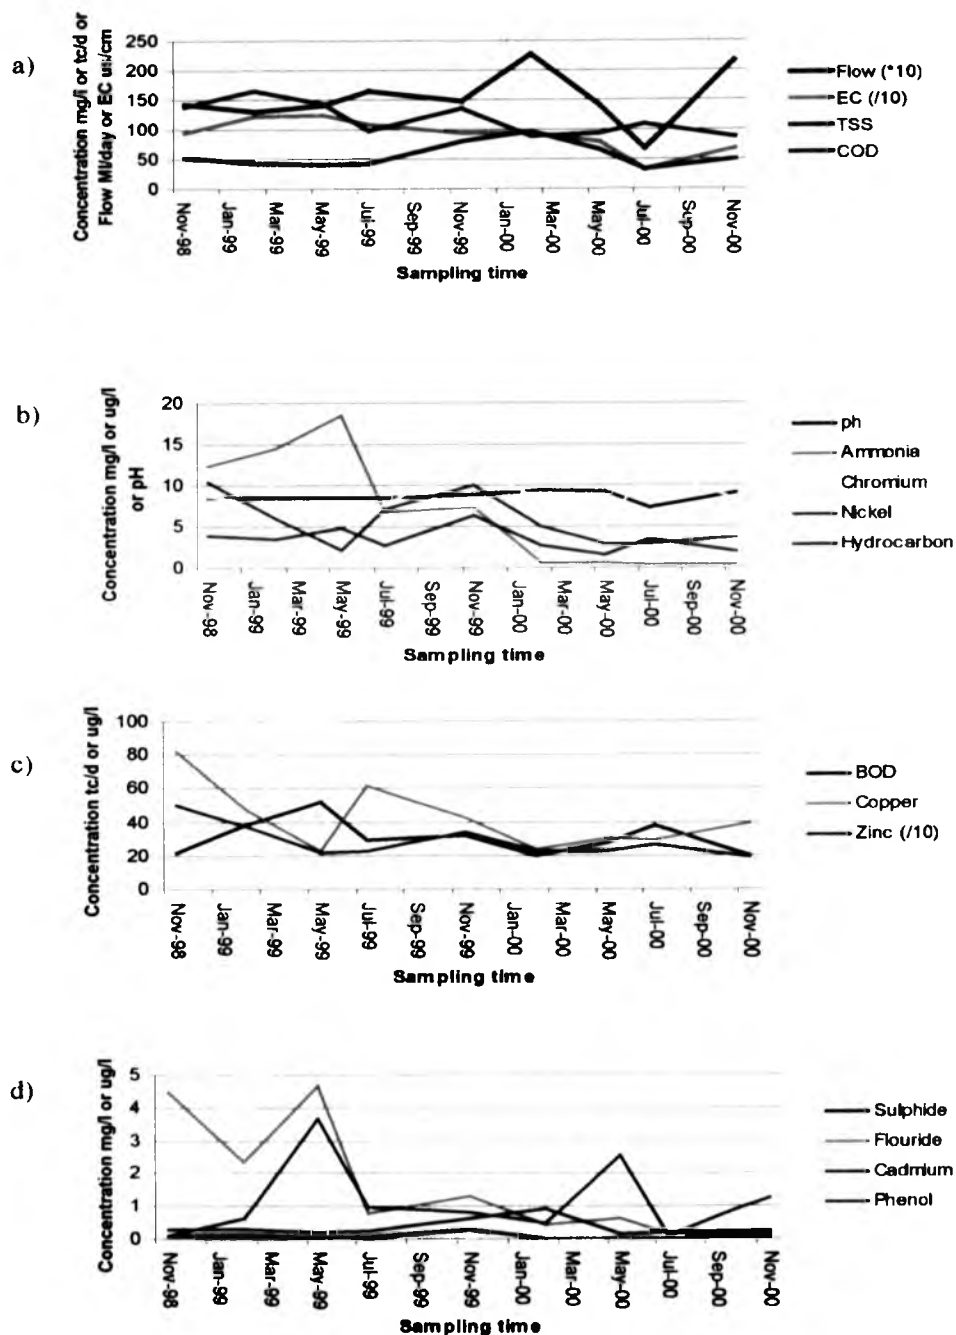 a)
Concentration mg/l or tc/d or
Flow Ml/day or EC un/cm
250
200
150
100
50
0
Nov-98
Jan-99
Mar-99
May-99
Jul-99
Sep-99
Nov-99
Jan-00
Mar-00
May-00
Jul-00
Sup-00
Nov-00
Sampling time
Flow (*10)
EC (/10)
TSS
COD
b)
Concentration mg/l or ug/l
or pH
20
15
10
5
0
Nov-98
Jan-99
Mar-99
May-99
Jul-99
Sep-99
Nov-99
Jan-00
Mar-00
May-00
Jul-00
Sep-00
Nov-00
Sampling time
ph
Ammonia
Chromium
Nickel
Hydrocarbon
c)
Concentration tc/d or ug/l
100
80
60
40
20
0
Nov-98
Jan-99
Mar-99
May-99
Jul-99
Sep-99
Nov-99
Jan-00
Mar-00
May-00
Jul-00
Sep-00
Nov-00
Sampling time
BOD
Copper
Zinc (/10)
d)
Concentration mg/l or ug/l
5
4
3
2
1
0
Nov-98
Jan-99
Mar-99
May-99
Jul-99
Sep-99
Nov-99
Jan-00
Mar-00
May-00
Jul-00
Sep-00
Nov-00
Sampling time
Sulphide
Flouride
Cadmium
Phenol